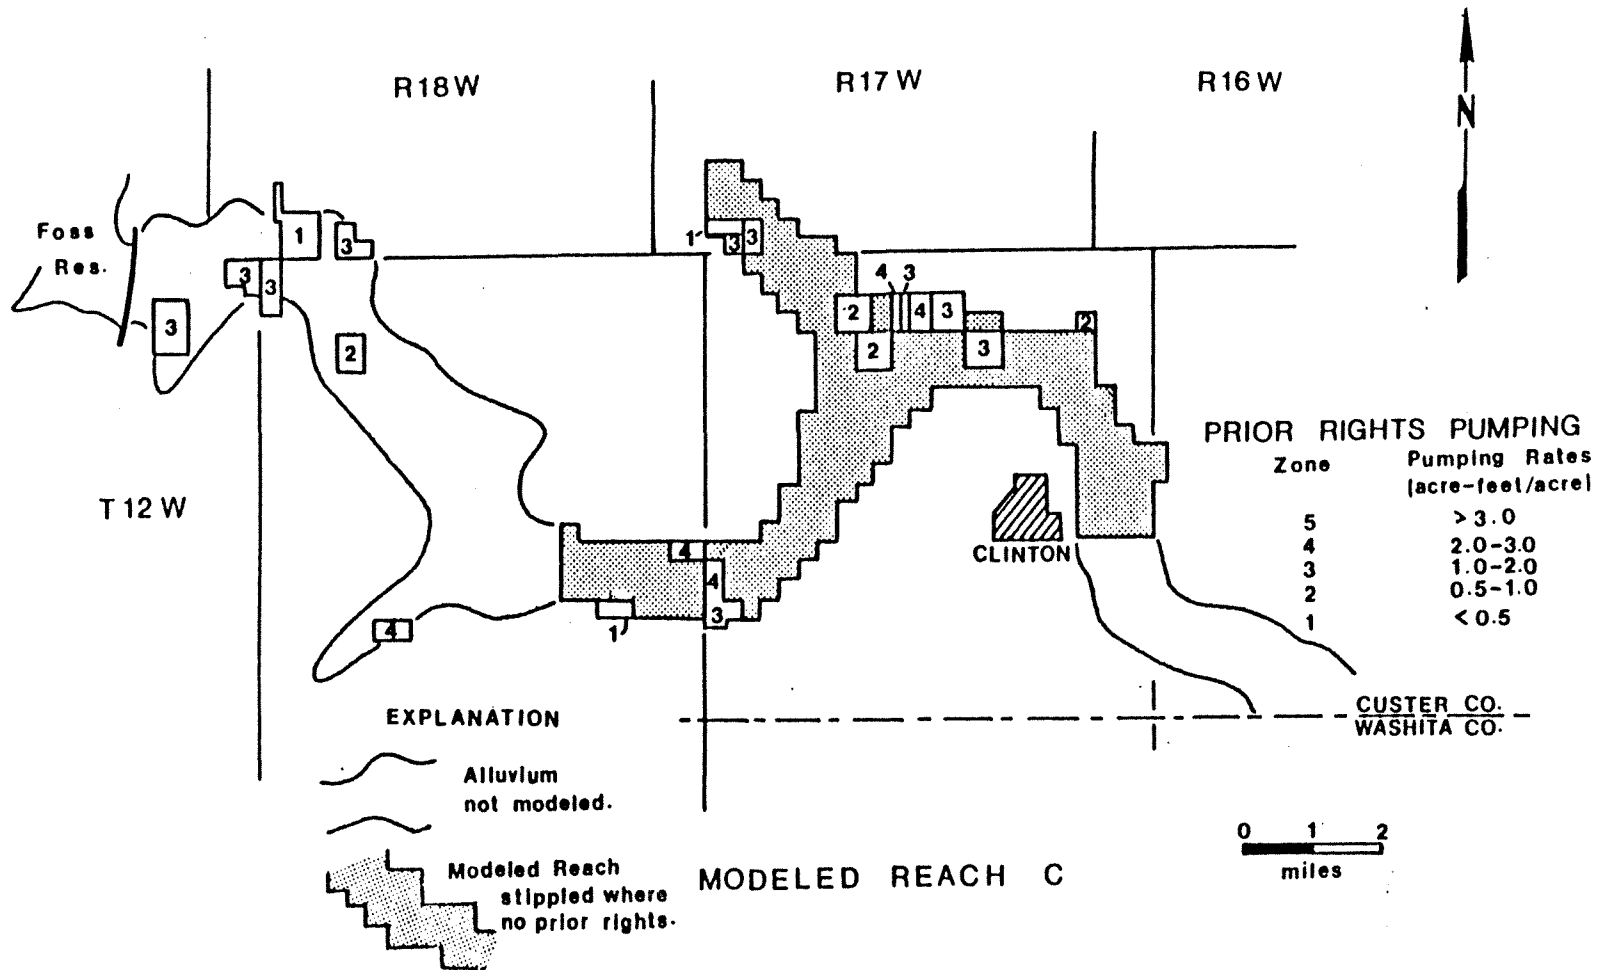 R18W
R17W
R16W
N
Foss
Res.
1
3
3
3
3
2
1
3
3
4
3
2
4
3
2
2
3
T 12 W
PRIOR RIGHTS PUMPING
Zone Pumping Rates
(acre-feet/acre)
5 >3.0
4 2.0-3.0
3 1.0-2.0
2 0.5-1.0
1 <0.5
CLINTON
4
4
3
1
4
CUSTER CO.
WASHITA CO.
EXPLANATION
Alluvium
not modeled.
Modeled Reach
stippled where
no prior rights.
MODELED REACH C
0 1 2
miles